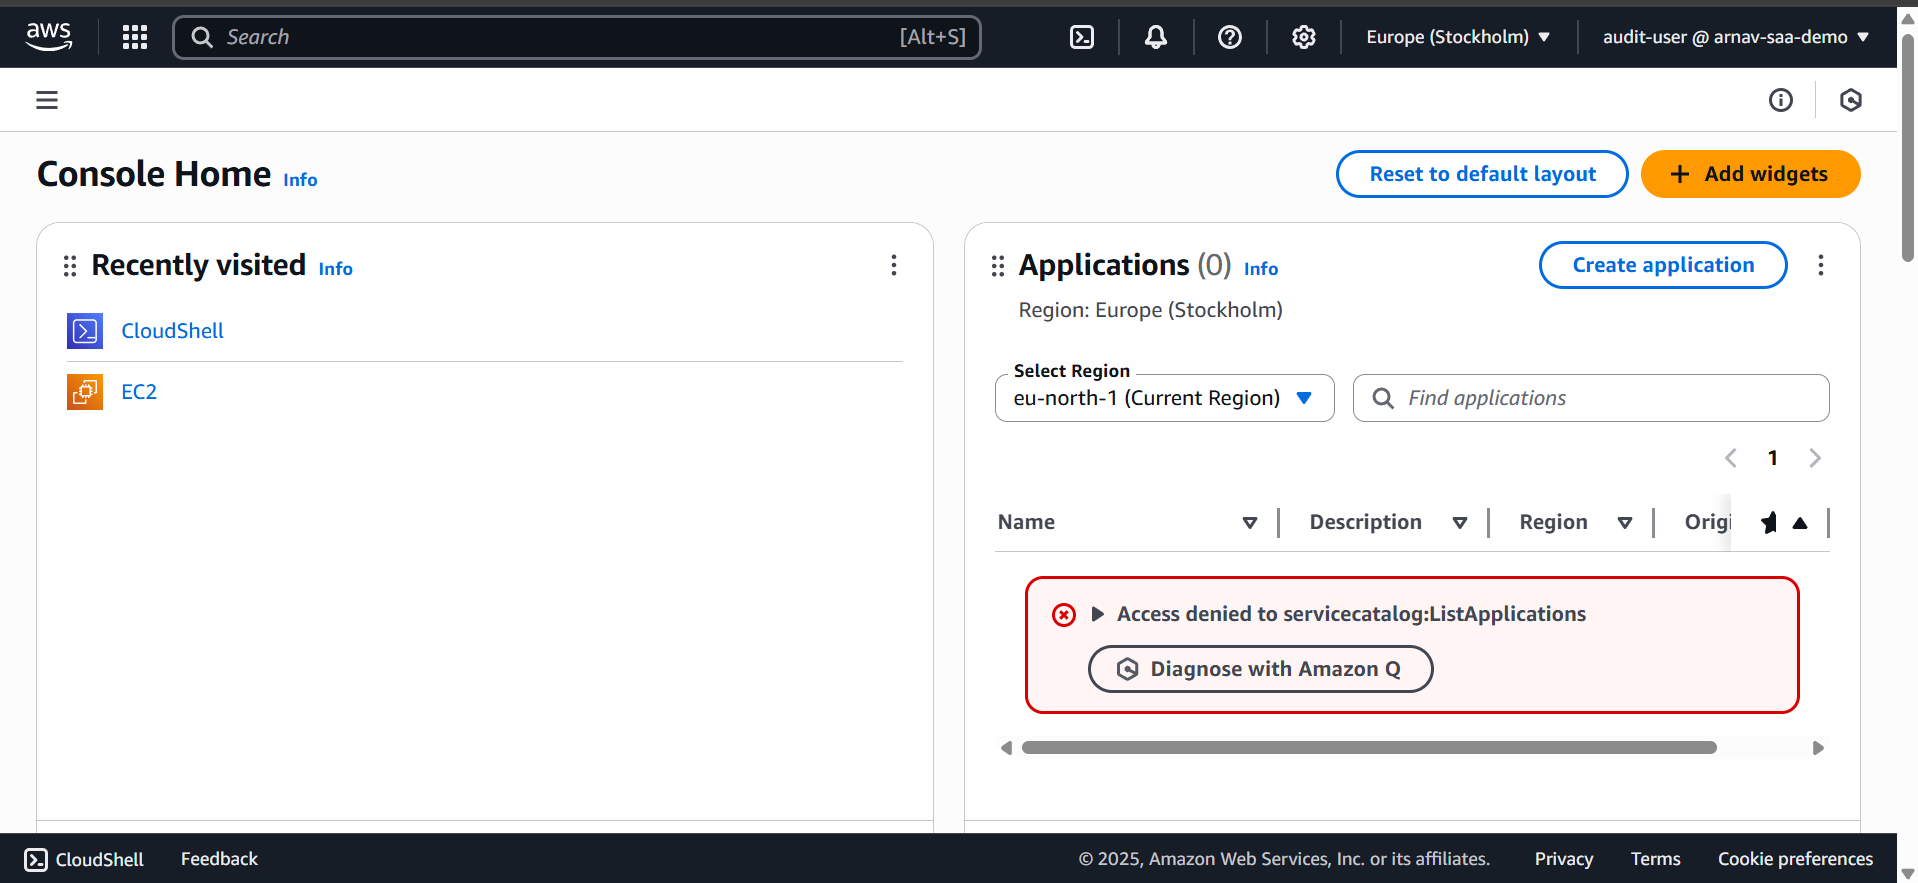 aws
Search
[Alt+S]
Europe (Stockholm)
audit-user @ arnav-saa-demo
Console Home Info
Reset to default layout
Add widgets
Recently visited Info
CloudShell
EC2
Applications (0) Info
Create application
Region: Europe (Stockholm)
Select Region
eu-north-1 (Current Region)
Find applications
1
Name
Description
Region
Origi
Access denied to servicecatalog:ListApplications
Diagnose with Amazon Q
CloudShell
Feedback
© 2025, Amazon Web Services, Inc. or its affiliates.
Privacy
Terms
Cookie preferences